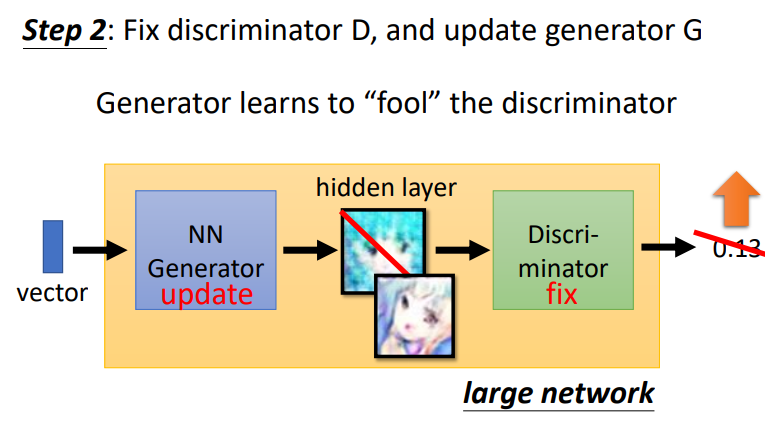 Step 2: Fix discriminator D, and update generator G
Generator learns to “fool” the discriminator
hidden layer
NN
Generator
update
Discri-
minator
fix
0.13
vector
large network